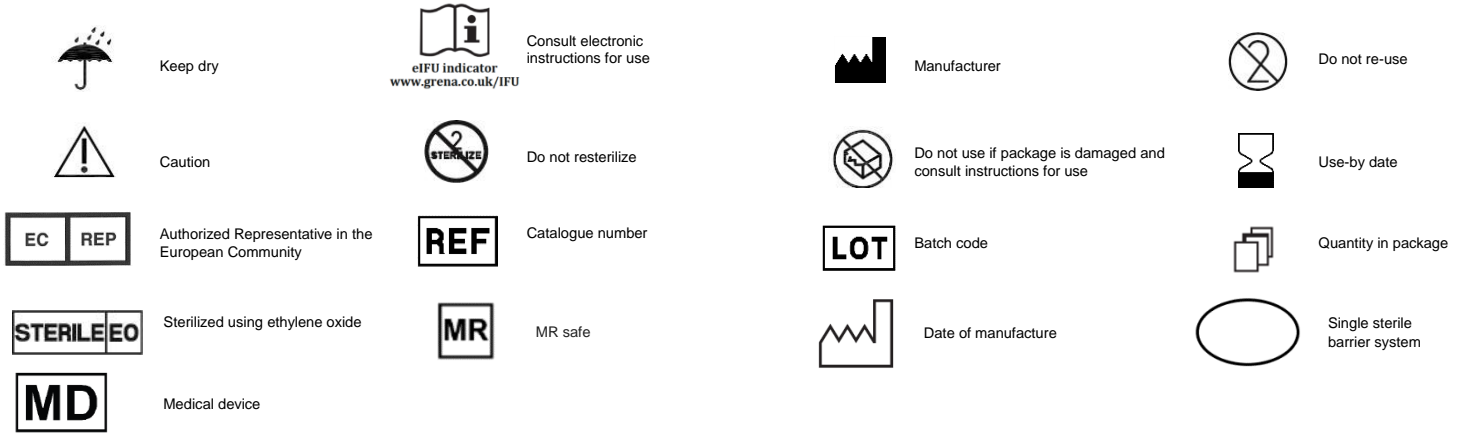 Keep dry
eIFU indicator
www.grena.co.uk/IFU
Consult electronic
instructions for use
Manufacturer
2
Do not re-use
Caution
2
STERILIZE
Do not resterilize
Do not use if package is damaged and
consult instructions for use
Use-by date
EC REP
Authorized Representative in the
European Community
REF
Catalogue number
LOT
Batch code
Quantity in package
STERILE EO
Sterilized using ethylene oxide
MR
MR safe
Date of manufacture
Single sterile
barrier system
MD
Medical device